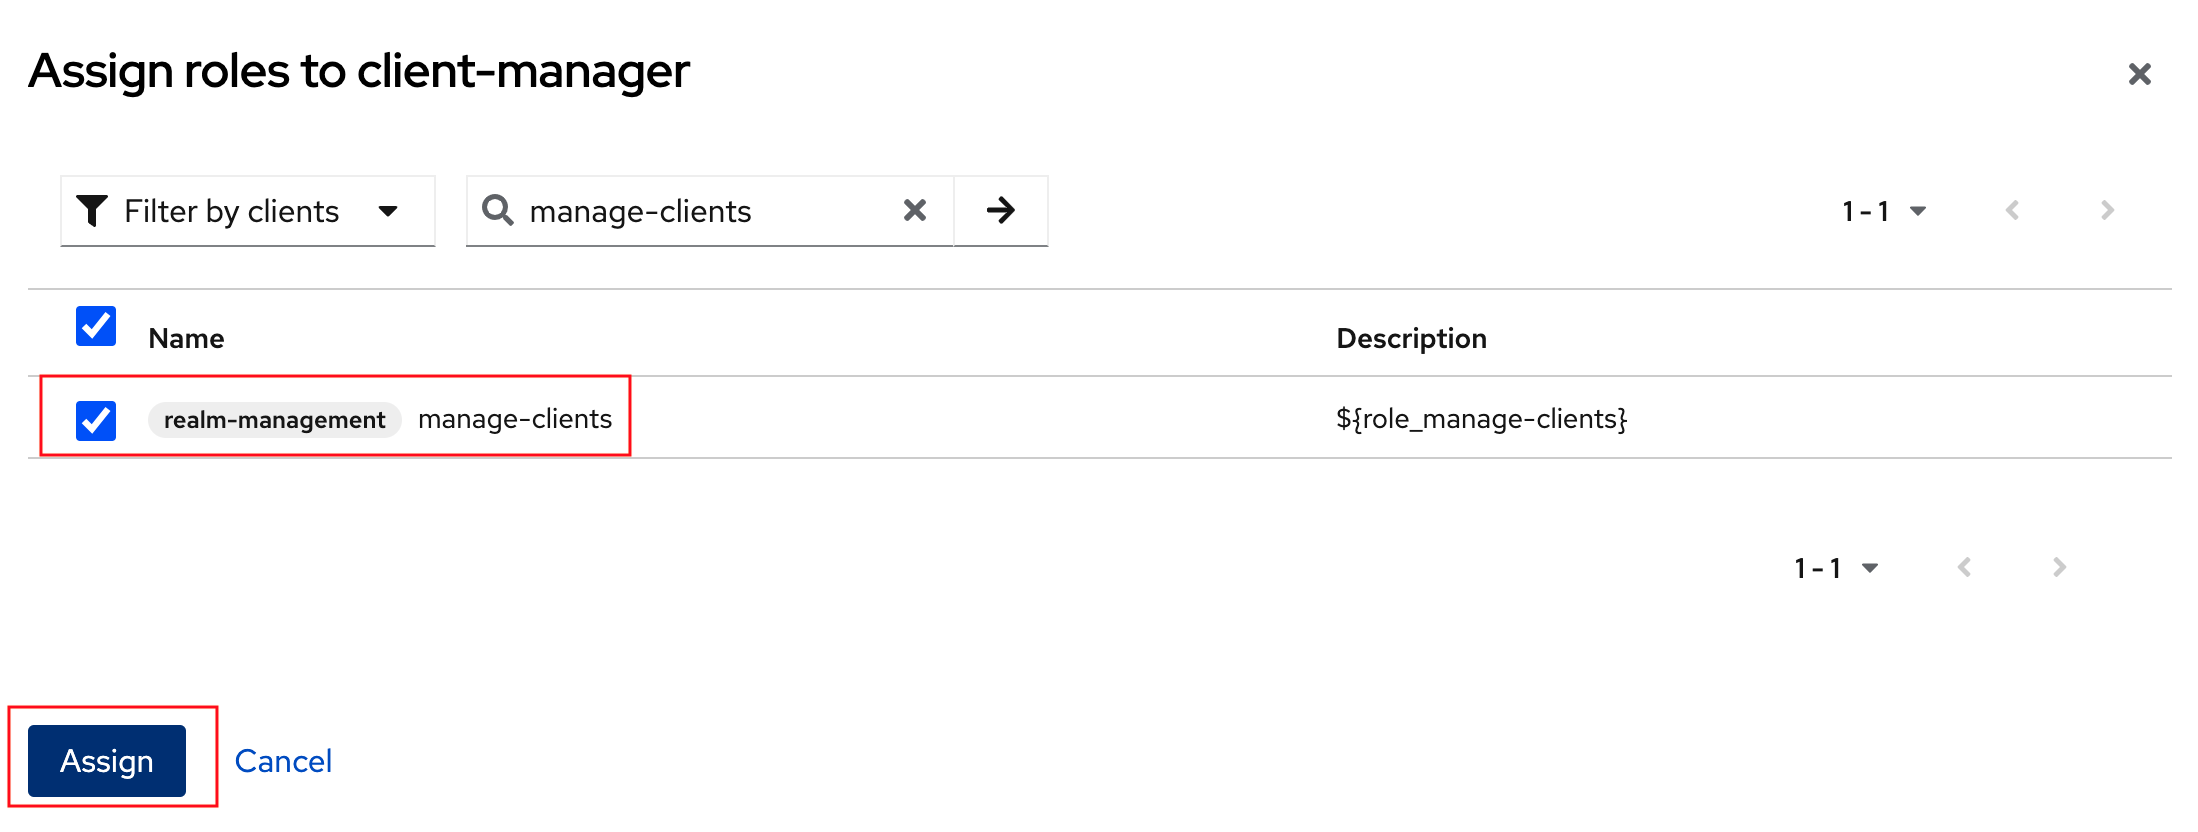 Assign roles to client-manager
Filter by clients manage-clients 1 - 1
Name Description
realm-management manage-clients ${role_manage-clients}
1 - 1
Assign Cancel